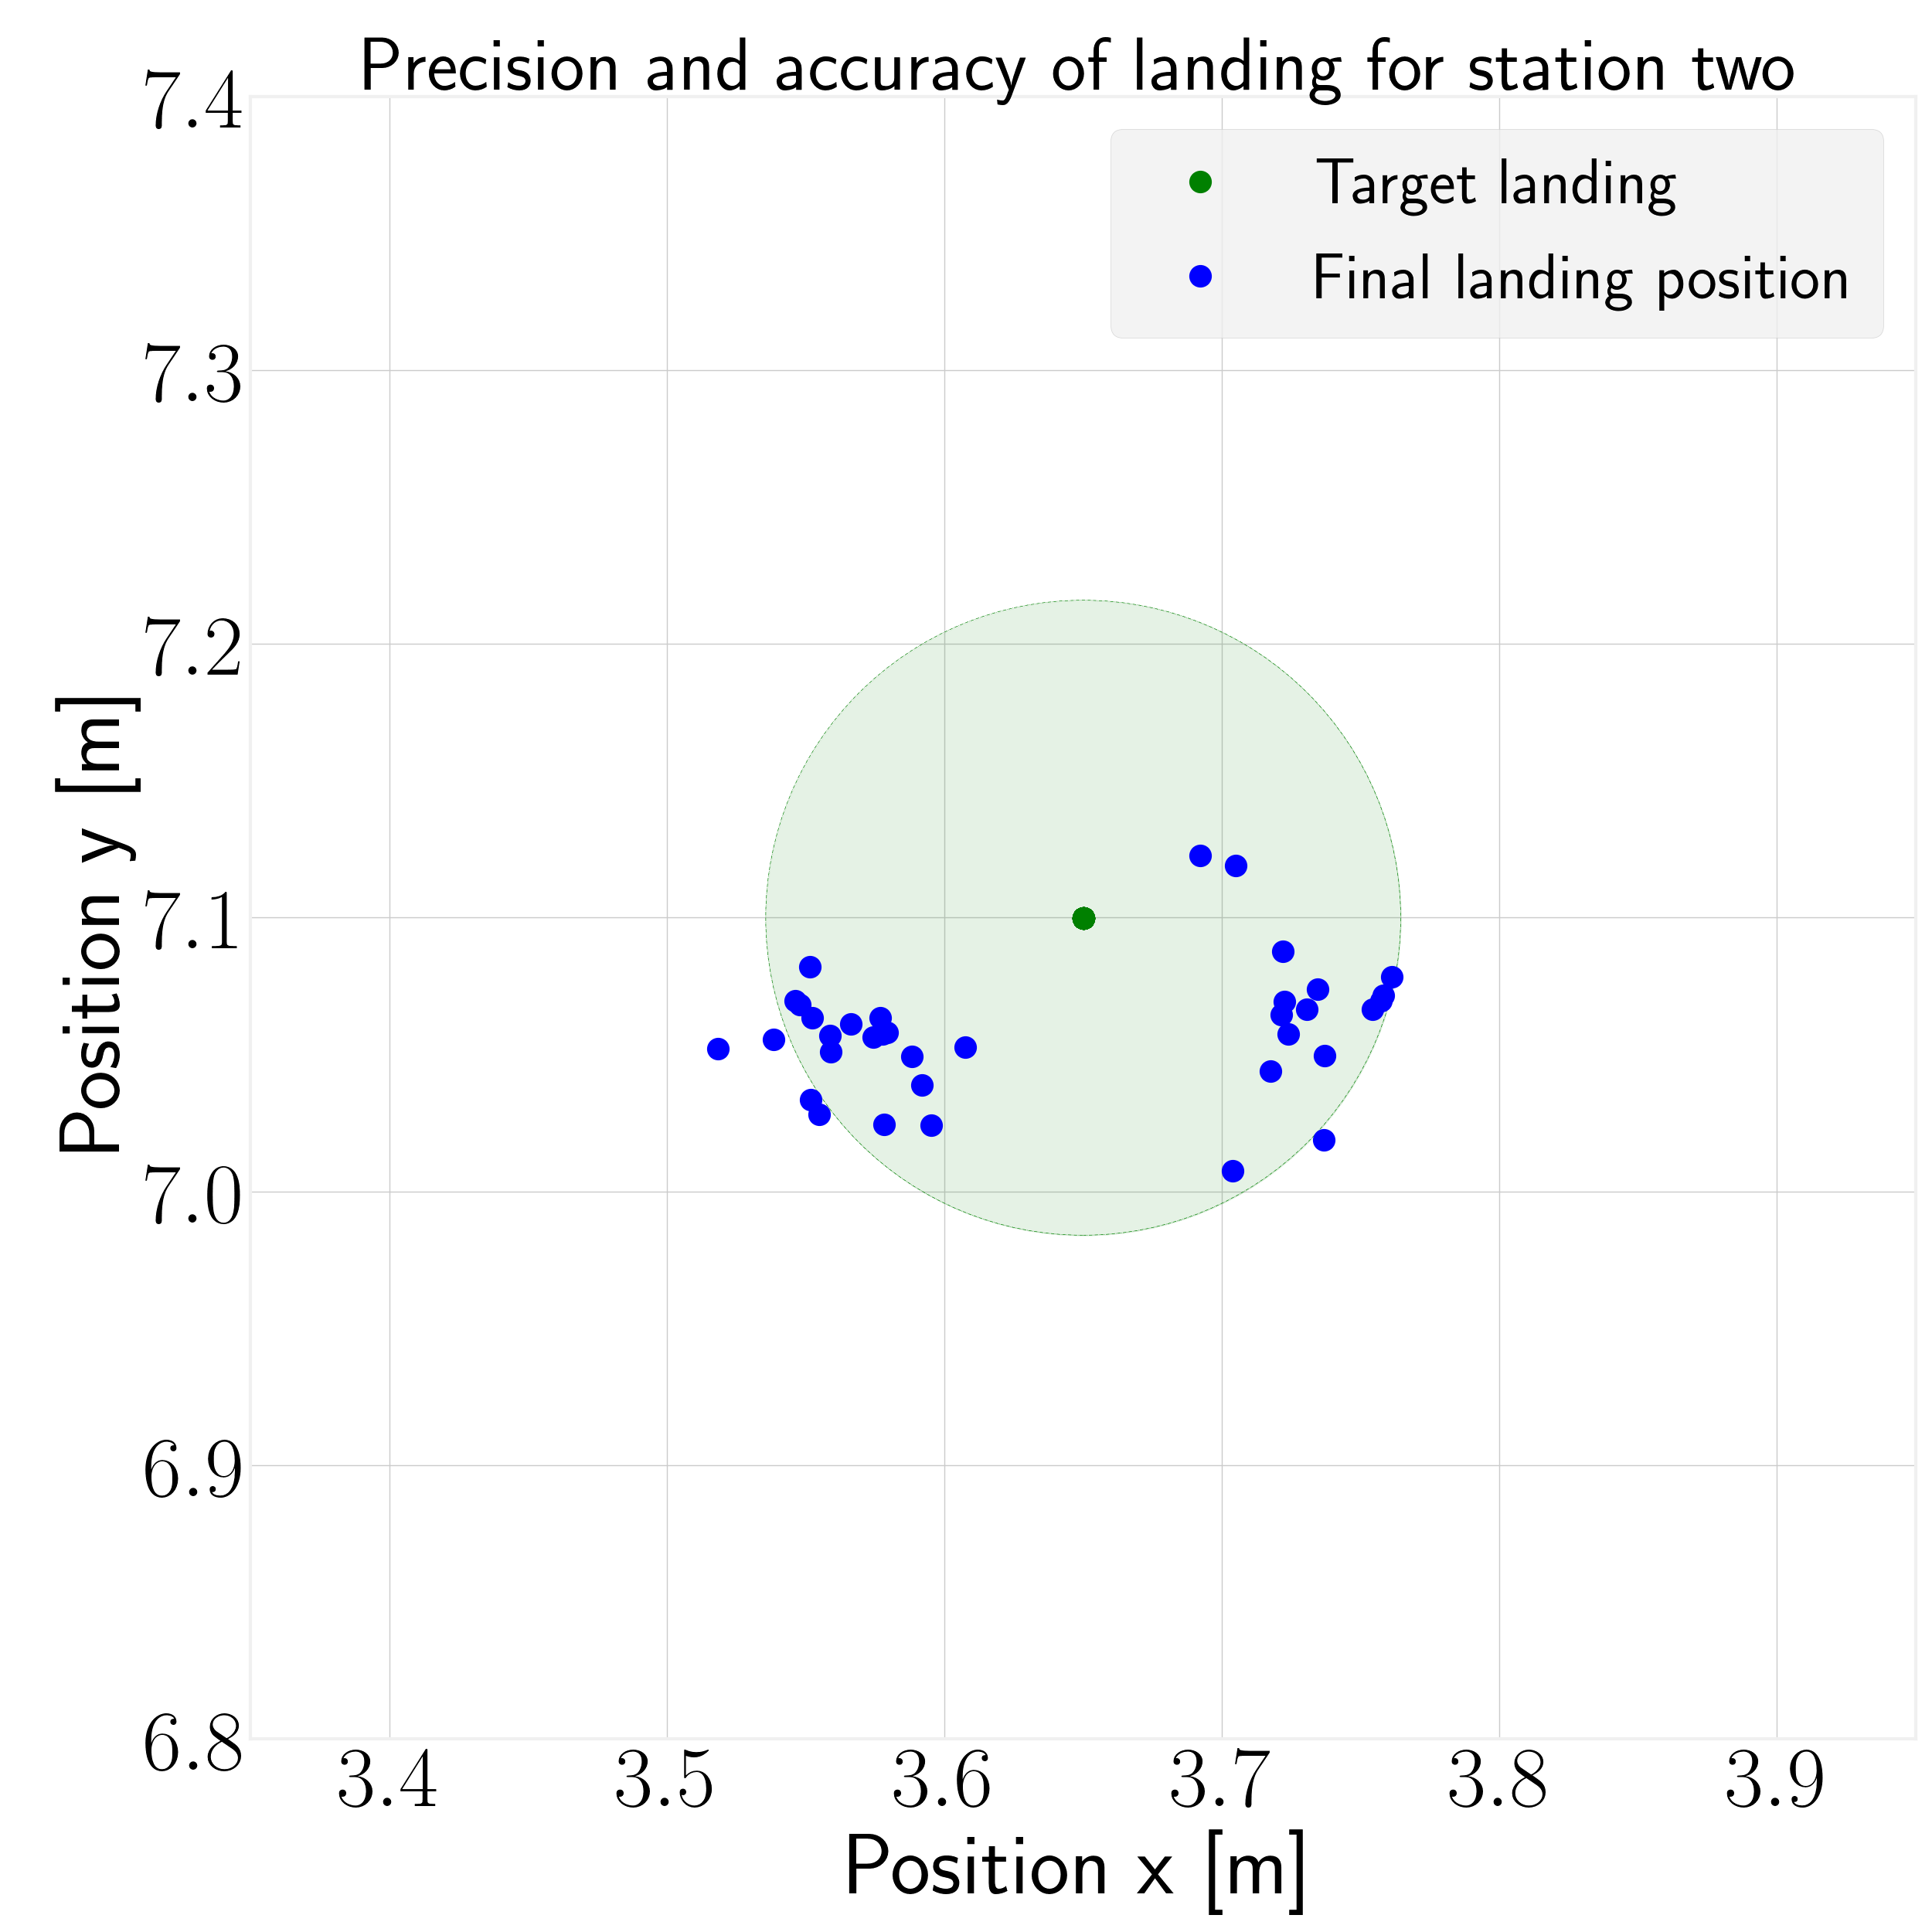 Precision and accuracy of landing for station two
Target landing
Final landing position
7.4
7.3
7.2
7.1
7.0
6.9
6.8
Position y [m]
3.4 3.5 3.6 3.7 3.8 3.9
Position x [m]